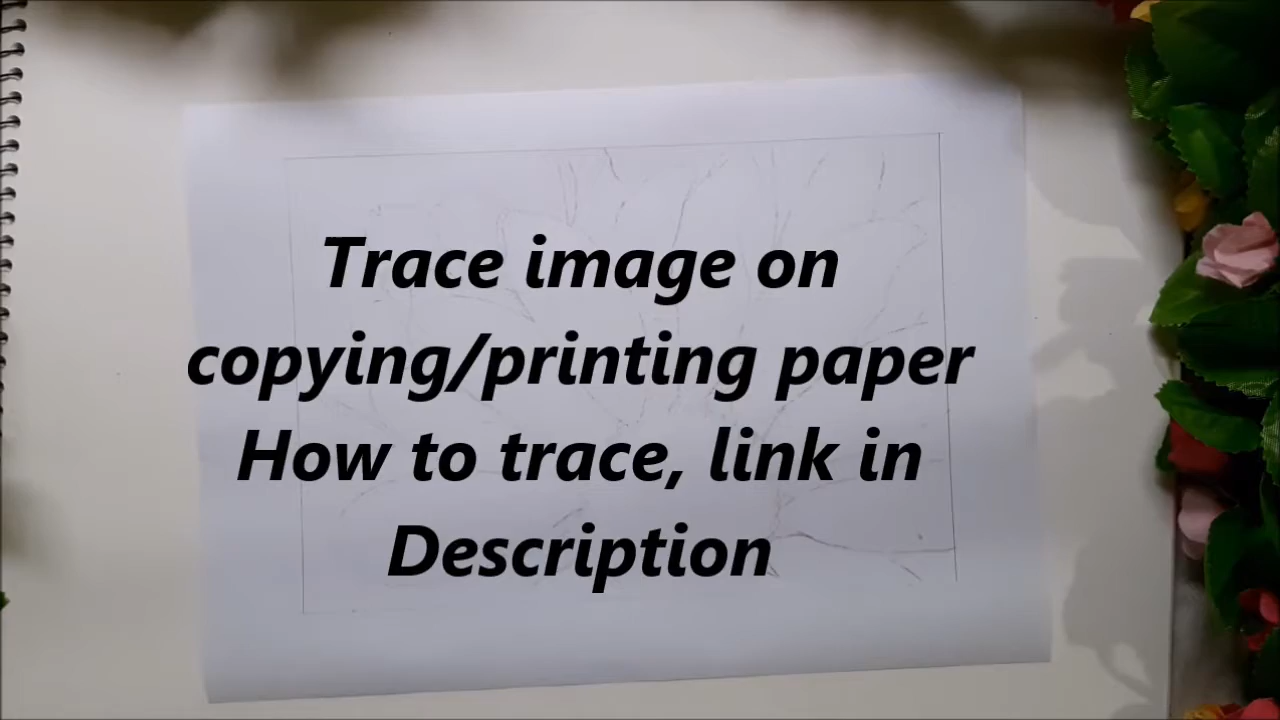 Trace image on
copying/printing paper
How to trace, link in
Description